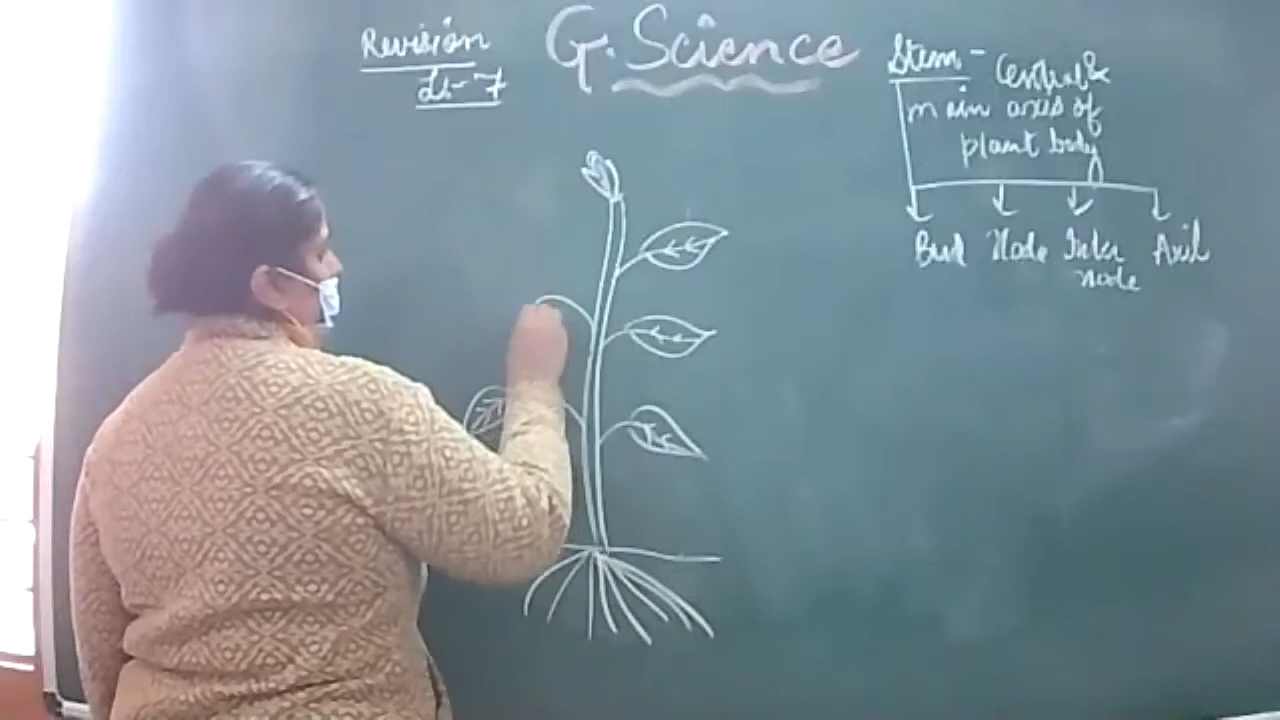 Revision
L-7
G. Science
Stem - Central &
main axis of
plant body
Bud Node Inter Axil
node